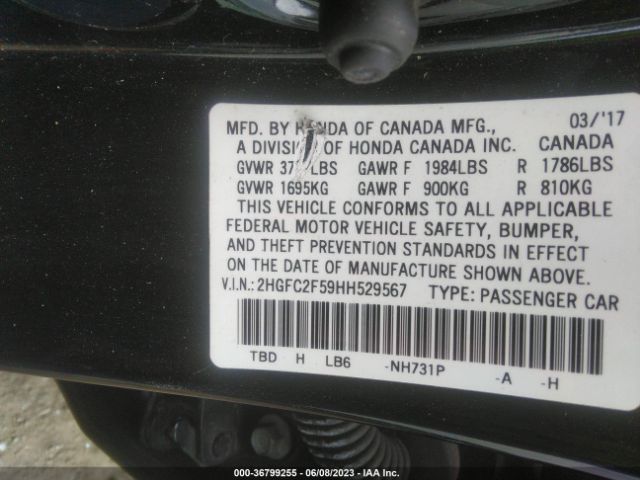 03/'17
MFD. BY HONDA OF CANADA MFG.,
A DIVISION OF HONDA CANADA INC. CANADA
GVWR LBS GAWR F 1984LBS R 1786LBS
GVWR 1695KG GAWR F 900KG R 810KG
THIS VEHICLE CONFORMS TO ALL APPLICABLE
FEDERAL MOTOR VEHICLE SAFETY, BUMPER,
AND THEFT PREVENTION STANDARDS IN EFFECT
ON THE DATE OF MANUFACTURE SHOWN ABOVE.
V.I.N.: 2HGFC2F59HH529567 TYPE: PASSENGER CAR
TBD H LB6 -NH731P -A -H
000-36799255 - 06/08/2023 - IAA Inc.